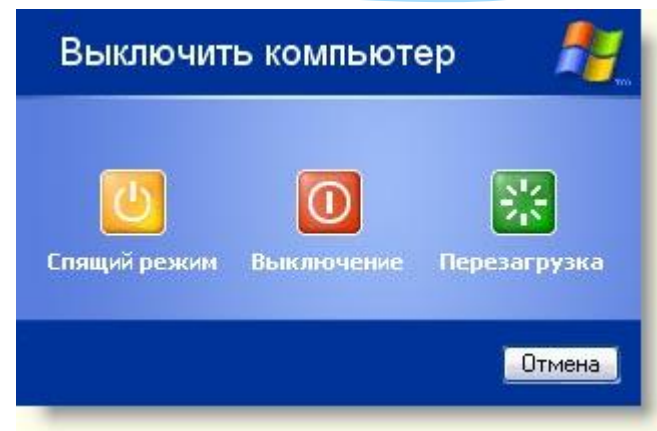 Выключить компьютер
Спящий режим Выключение Перезагрузка
Отмена